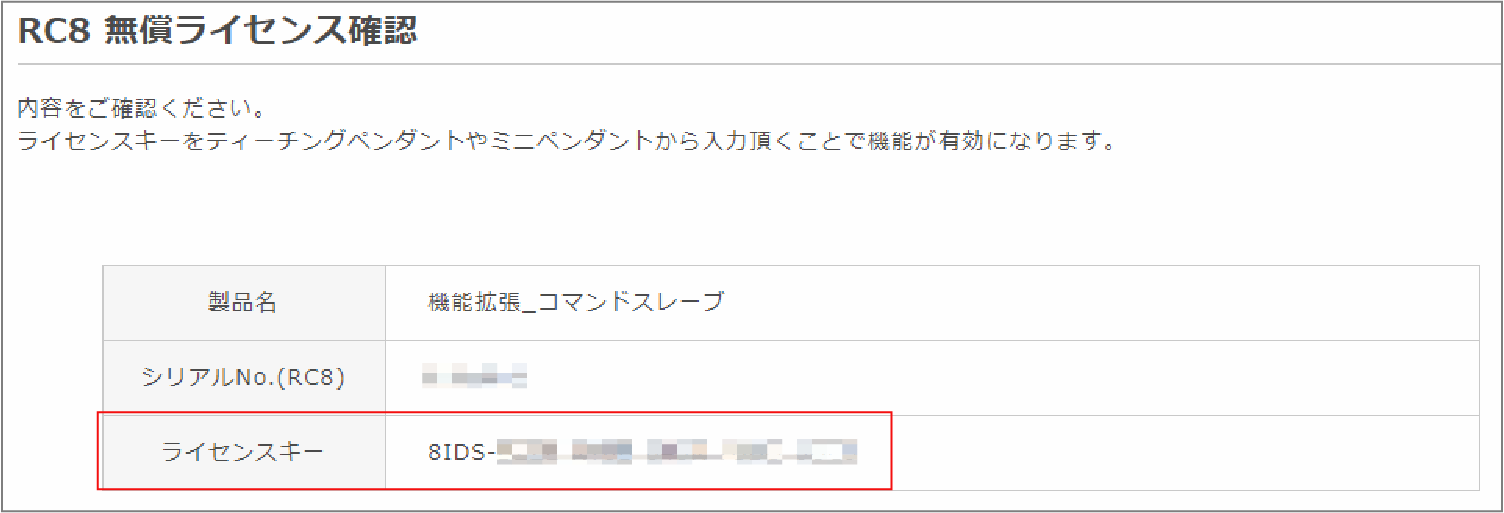 RC8 無償ライセンス確認
内容をご確認ください。
ライセンスキーをティーチングペンダントやミニペンダントから入力頂くことで機能が有効になります。
製品名 機能拡張_コマンドスレーブ
シリアルNo.(RC8)
ライセンスキー 8IDS-